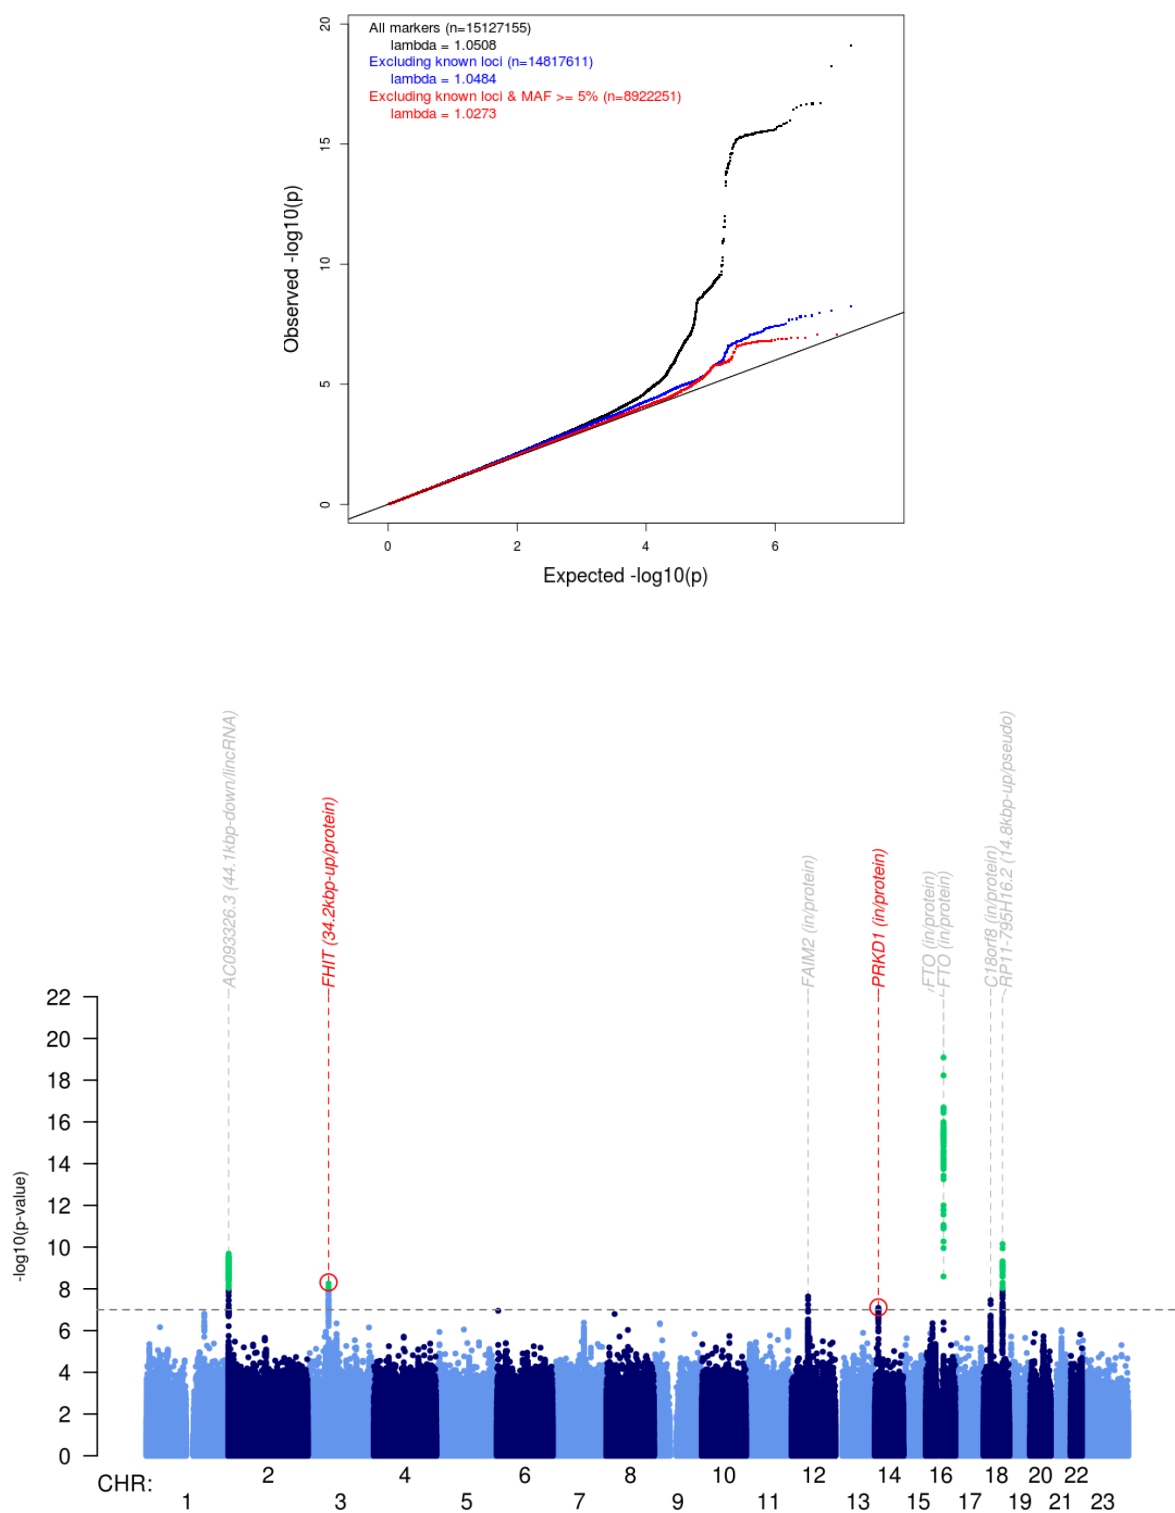 All markers (n=15127155)
lambda = 1.0508
Excluding known loci (n=14817611)
lambda = 1.0484
Excluding known loci & MAF >= 5% (n=8922251)
lambda = 1.0273
20
15
10
5
0
Observed -log10(p)
0 2 4 6
Expected -log10(p)
AC093326.3 (44.1kbp-down/lincRNA)
FHIT (34.2kbp-up/protein)
FAIM2 (in/protein)
PRKD1 (in/protein)
FTO (in/protein)
FTO (in/protein)
C18orf8 (in/protein)
RP11-795H16.2 (14.8kbp-up/pseudo)
22
20
18
16
14
12
10
8
6
4
2
0
-log10(p-value)
CHR:
2 4 6 8 10 12 14 16 18 20 22
1 3 5 7 9 11 13 15 17 19 21 23